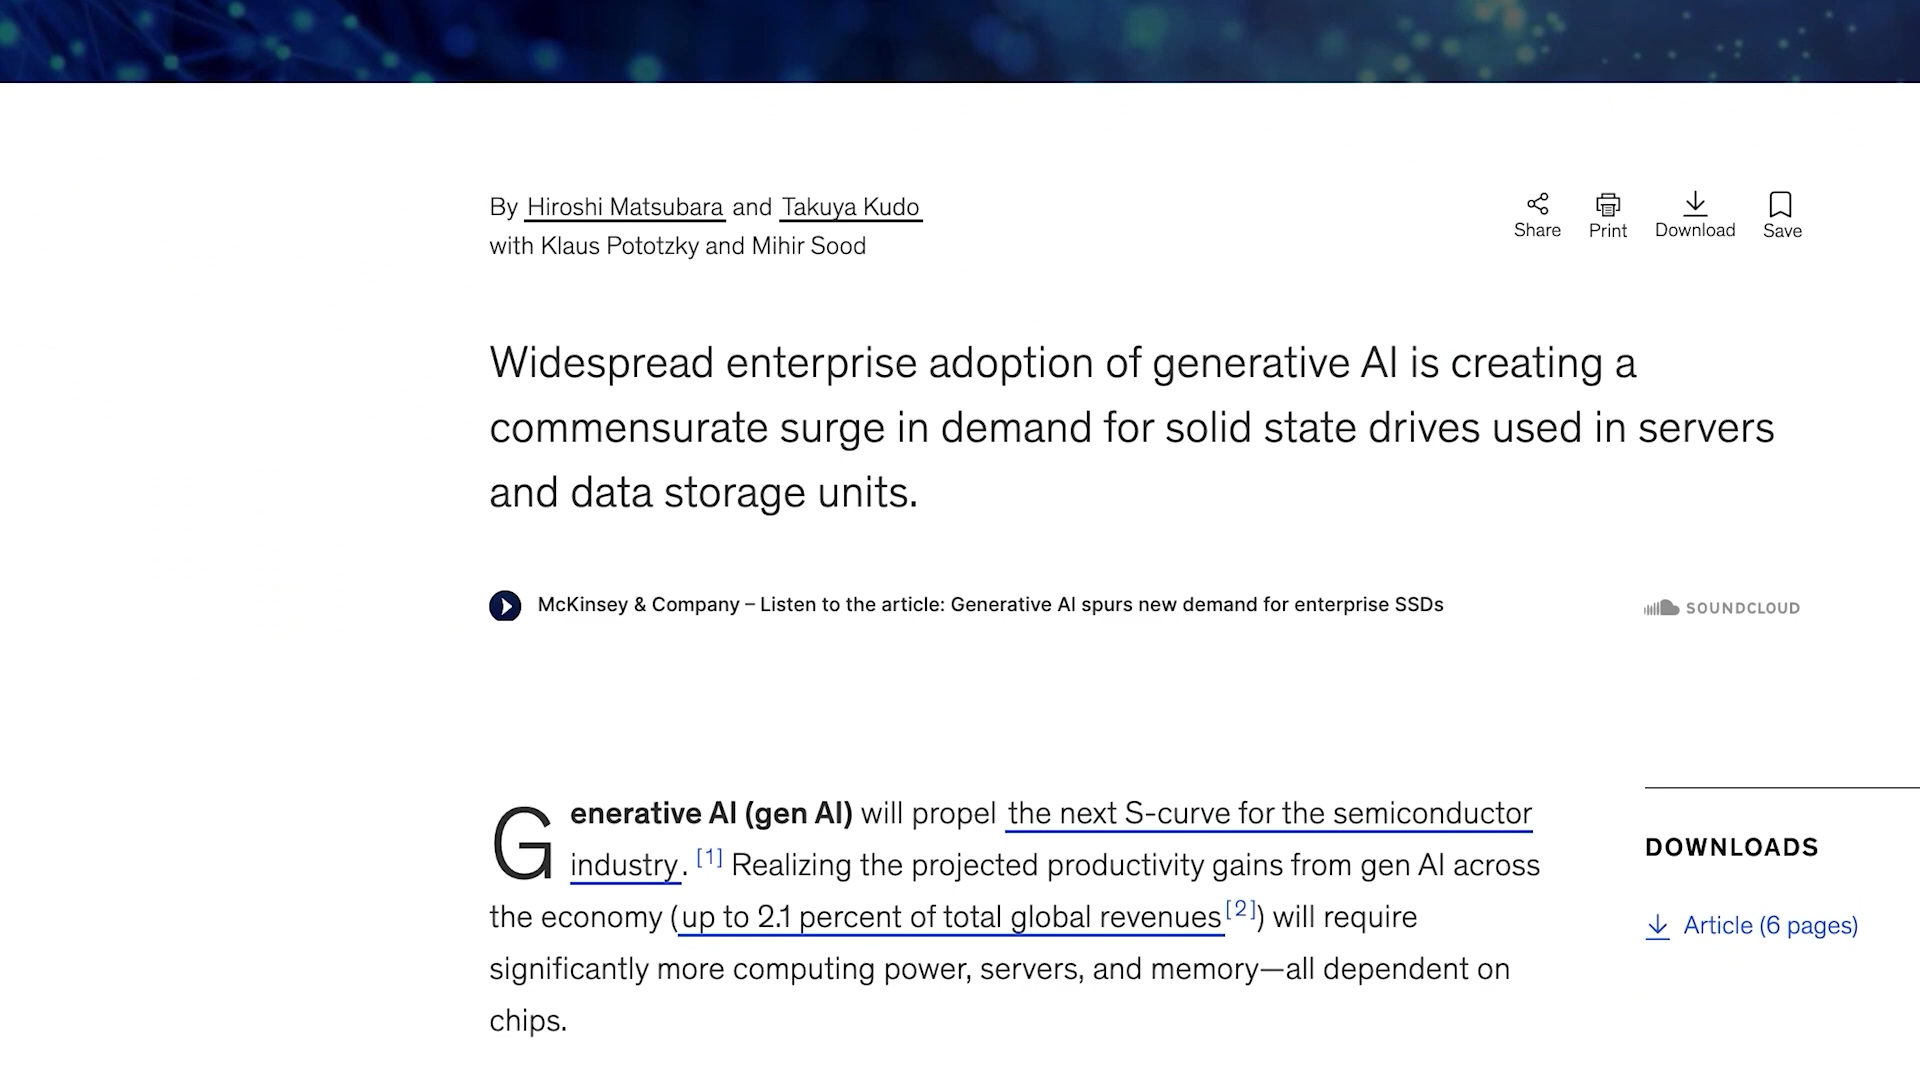 By Hiroshi Matsubara and Takuya Kudo
with Klaus Pototzky and Mihir Sood
Share Print Download Save
Widespread enterprise adoption of generative AI is creating a
commensurate surge in demand for solid state drives used in servers
and data storage units.
McKinsey & Company – Listen to the article: Generative AI spurs new demand for enterprise SSDs
SOUNDCLOUD
Generative AI (gen AI) will propel the next S-curve for the semiconductor
industry. [1] Realizing the projected productivity gains from gen AI across
the economy (up to 2.1 percent of total global revenues[2]) will require
significantly more computing power, servers, and memory—all dependent on
chips.
DOWNLOADS
Article (6 pages)